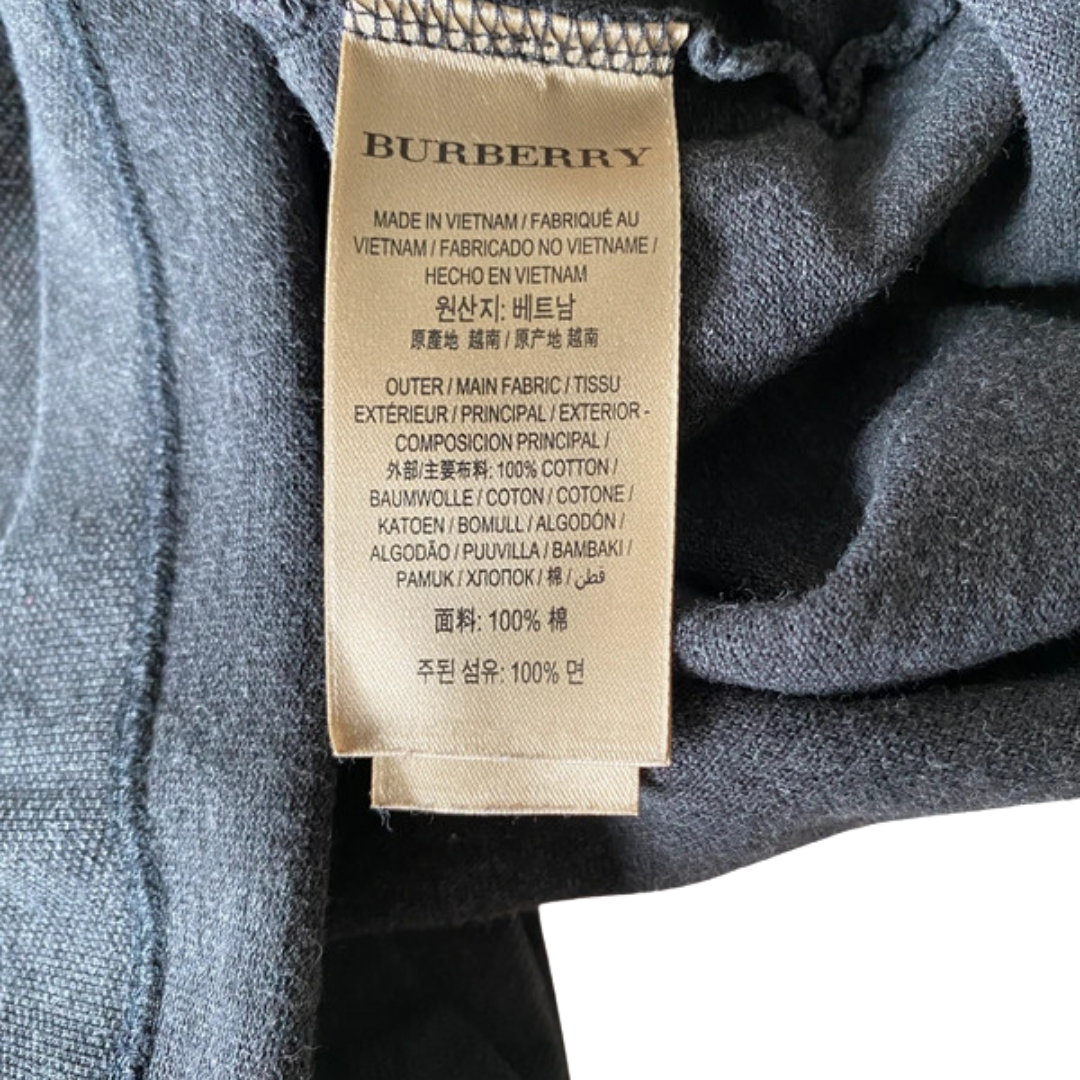 BURBERRY
MADE IN VIETNAM / FABRIQUÉ AU
VIETNAM / FABRICADO NO VIETNAME /
HECHO EN VIETNAM
원산지: 베트남
原產地 越南 / 原产地 越南
OUTER / MAIN FABRIC / TISSU
EXTÉRIEUR / PRINCIPAL / EXTERIOR -
COMPOSICION PRINCIPAL /
外部/主要布料: 100% COTTON /
BAUMWOLLE / COTON / COTONE /
KATOEN / BOMULL / ALGODÓN /
ALGODÃO / PUUVILLA / BAMBAKI /
PAMUK / ХЛОПОК / 棉 / قطن
面料: 100% 棉
주된 섬유: 100% 면